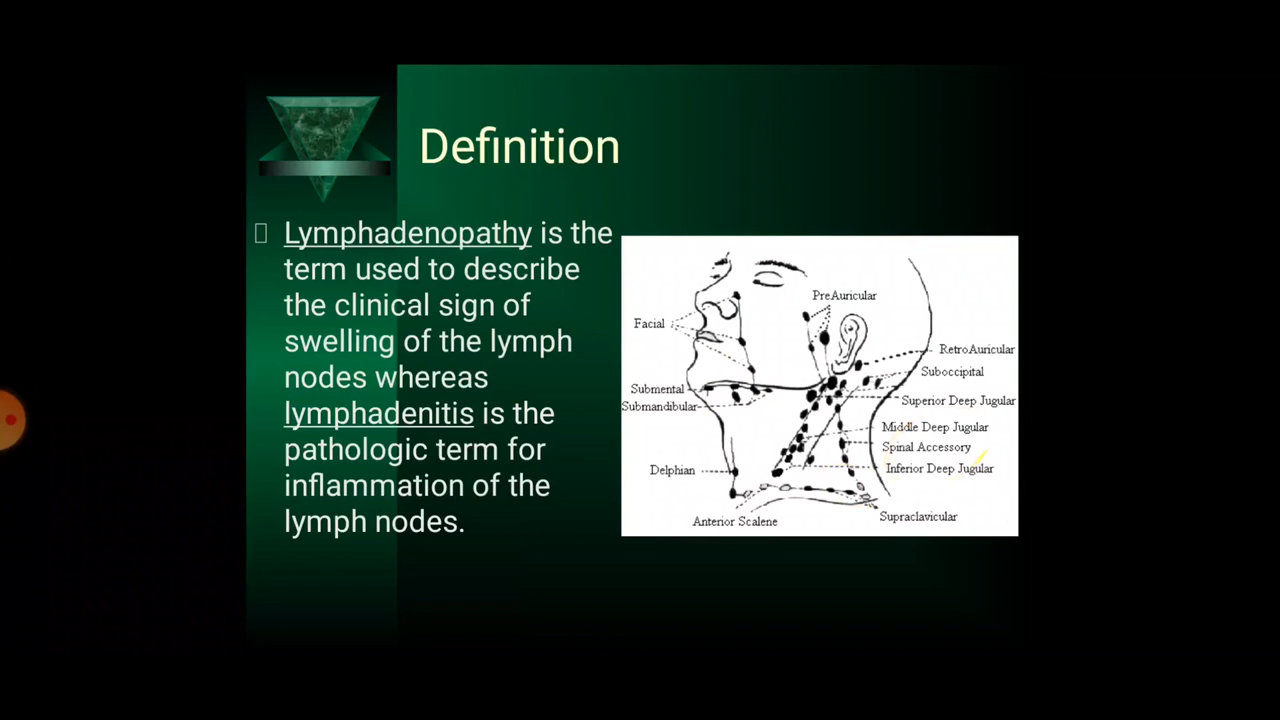 Definition
Lymphadenopathy is the
term used to describe
the clinical sign of
swelling of the lymph
nodes whereas
lymphadenitis is the
pathologic term for
inflammation of the
lymph nodes.
PreAuricular
Facial
RetroAuricular
Suboccipital
Submental
Superior Deep Jugular
Submandibular
Middle Deep Jugular
Spinal Accessory
Delphian
Inferior Deep Jugular
Supraclavicular
Anterior Scalene